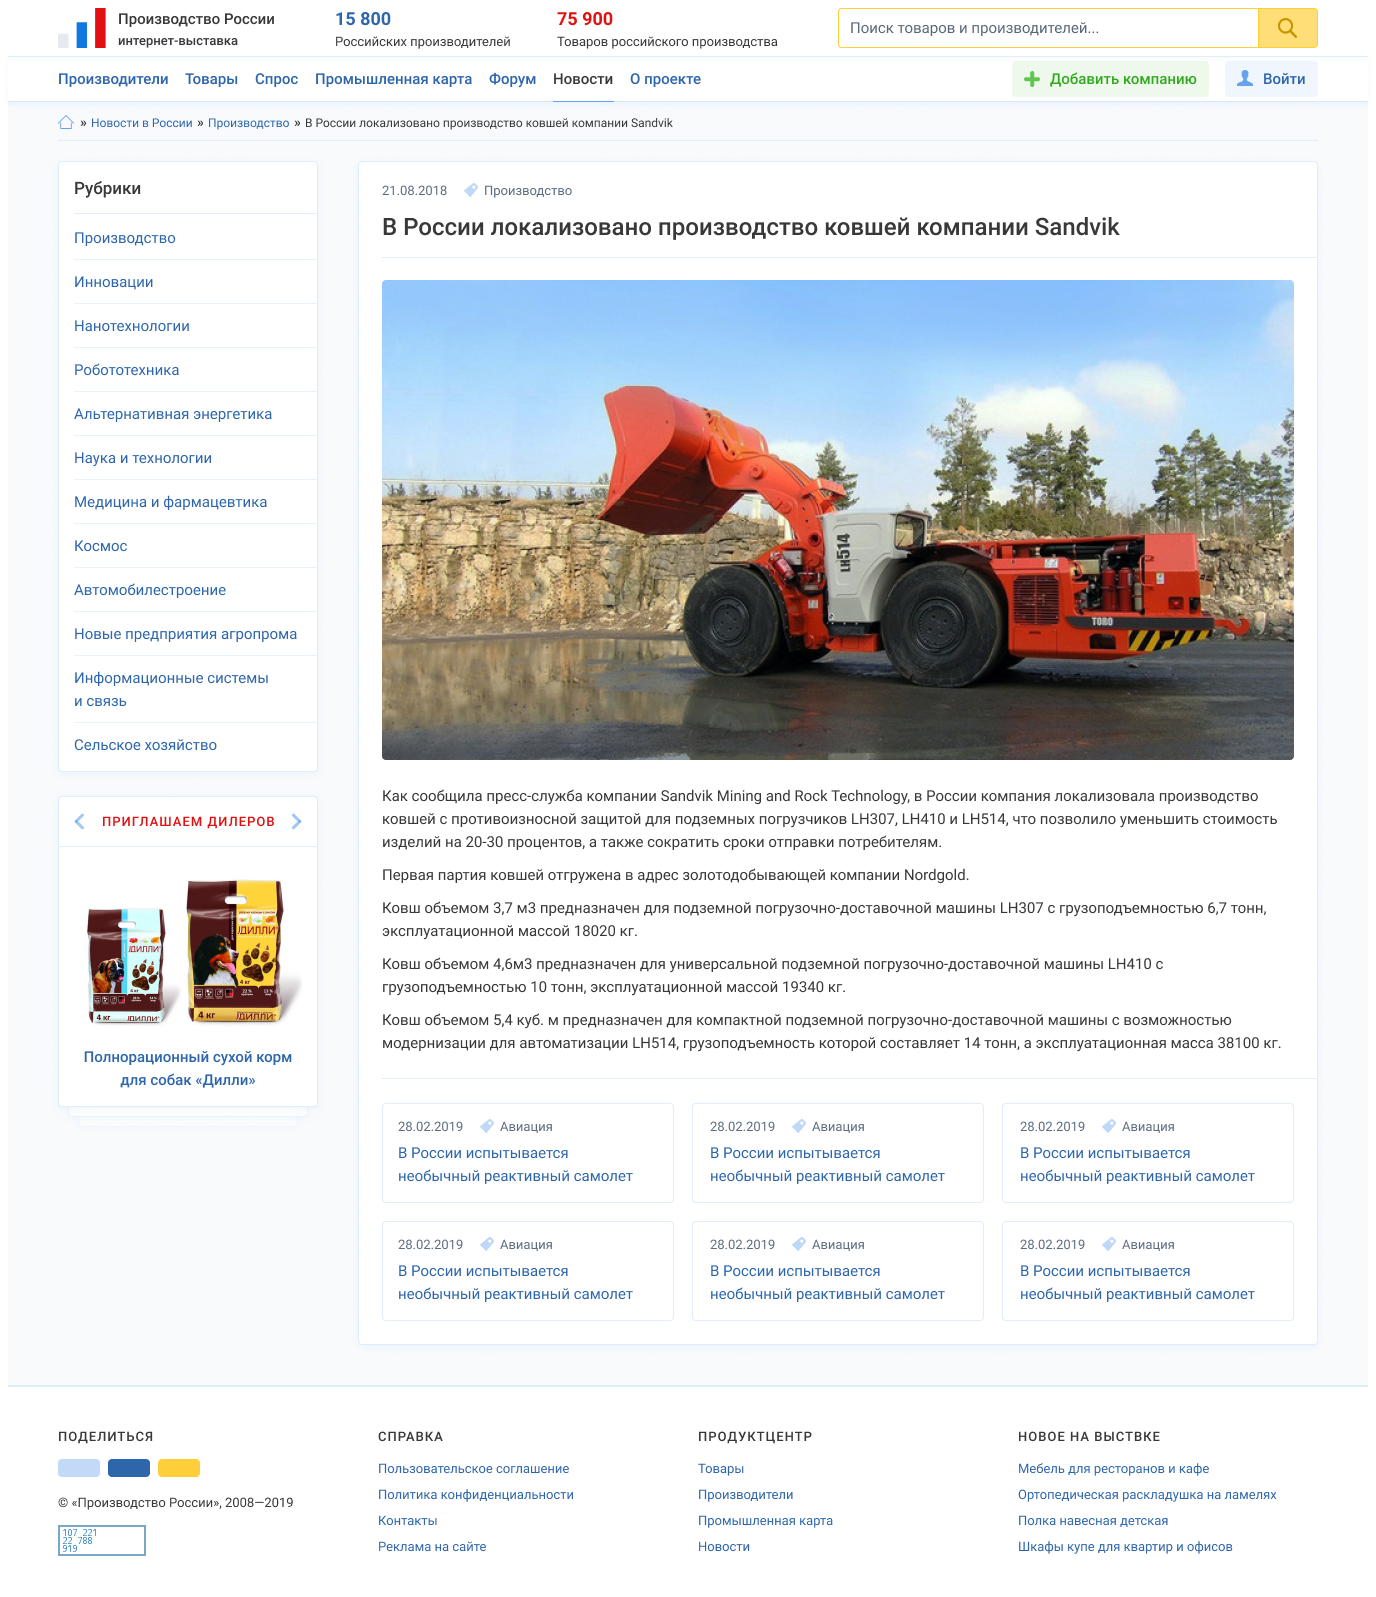 Производство России
интернет-выставка
15 800
Российских производителей
75 900
Товаров российского производства
Поиск товаров и производителей...
Производители Товары Спрос Промышленная карта Форум Новости О проекте
Добавить компанию
Войти
» Новости в России » Производство » В России локализовано производство ковшей компании Sandvik
Рубрики
Производство
Инновации
Нанотехнологии
Робототехника
Альтернативная энергетика
Наука и технологии
Медицина и фармацевтика
Космос
Автомобилестроение
Новые предприятия агропрома
Информационные системы
и связь
Сельское хозяйство
ПРИГЛАШАЕМ ДИЛЕРОВ
ДИЛЛИ
ДИЛЛИ
4 кг
4 кг
4 кг ДИЛЛИ
4 кг ДИЛЛИ
Полнорационный сухой корм
для собак «Дилли»
21.08.2018 Производство
В России локализовано производство ковшей компании Sandvik
LH514
TORO
Как сообщила пресс-служба компании Sandvik Mining and Rock Technology, в России компания локализовала производство
ковшей с противоизносной защитой для подземных погрузчиков LH307, LH410 и LH514, что позволило уменьшить стоимость
изделий на 20-30 процентов, а также сократить сроки отправки потребителям.
Первая партия ковшей отгружена в адрес золотодобывающей компании Nordgold.
Ковш объемом 3,7 м3 предназначен для подземной погрузочно-доставочной машины LH307 с грузоподъемностью 6,7 тонн,
эксплуатационной массой 18020 кг.
Ковш объемом 4,6м3 предназначен для универсальной подземной погрузочно-доставочной машины LH410 с
грузоподъемностью 10 тонн, эксплуатационной массой 19340 кг.
Ковш объемом 5,4 куб. м предназначен для компактной подземной погрузочно-доставочной машины с возможностью
модернизации для автоматизации LH514, грузоподъемность которой составляет 14 тонн, а эксплуатационная масса 38100 кг.
28.02.2019 Авиация
В России испытывается
необычный реактивный самолет
28.02.2019 Авиация
В России испытывается
необычный реактивный самолет
28.02.2019 Авиация
В России испытывается
необычный реактивный самолет
28.02.2019 Авиация
В России испытывается
необычный реактивный самолет
28.02.2019 Авиация
В России испытывается
необычный реактивный самолет
28.02.2019 Авиация
В России испытывается
необычный реактивный самолет
ПОДЕЛИТЬСЯ
© «Производство России», 2008—2019
107 221
22 788
919
СПРАВКА
Пользовательское соглашение
Политика конфиденциальности
Контакты
Реклама на сайте
ПРОДУКТЦЕНТР
Товары
Производители
Промышленная карта
Новости
НОВОЕ НА ВЫСТВКЕ
Мебель для ресторанов и кафе
Ортопедическая раскладушка на ламелях
Полка навесная детская
Шкафы купе для квартир и офисов